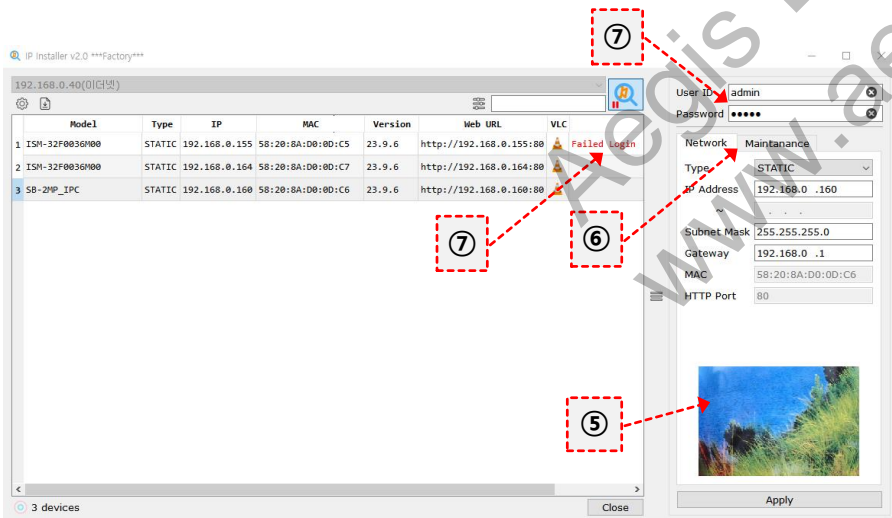 ⑦
IP Installer v2.0 ***Factory***
192.168.0.40(이더넷)
Model Type IP MAC Version Web URL VLC
1 ISM-32F0036M00 STATIC 192.168.0.155 58:20:8A:D0:0D:C5 23.9.6 http://192.168.0.155:80 Failed Login
2 ISM-32F0036M00 STATIC 192.168.0.164 58:20:8A:D0:0D:C7 23.9.6 http://192.168.0.164:80
3 SB-2MP_IPC STATIC 192.168.0.160 58:20:8A:D0:0D:C6 23.9.6 http://192.168.0.160:80
⑦
⑥
⑤
3 devices
Close
User ID admin
Password •••••
Network Maintanance
Type STATIC
IP Address 192.168.0 .160
~ . . .
Subnet Mask 255.255.255.0
Gateway 192.168.0 .1
MAC 58:20:8A:D0:0D:C6
HTTP Port 80
Apply
Aegis
www.ae